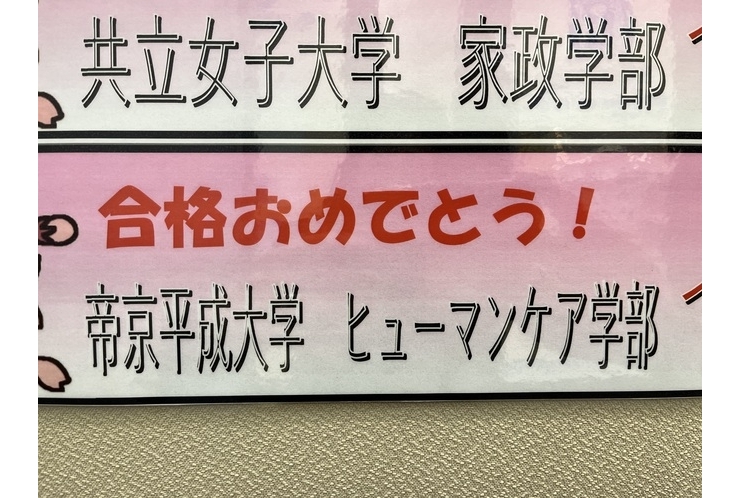 共立女子大学　家政学部
合格おめでとう！
帝京平成大学　ヒューマンケア学部